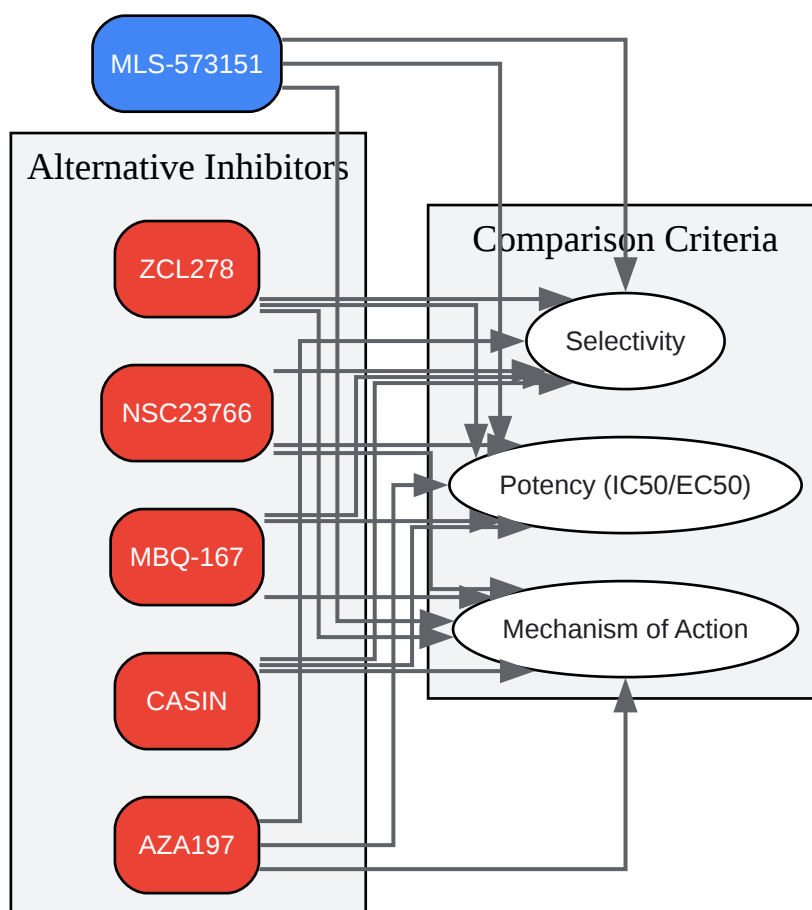 MLS-573151
Alternative Inhibitors
ZCL278
NSC23766
MBQ-167
CASIN
AZA197
Comparison Criteria
Selectivity
Potency (IC50/EC50)
Mechanism of Action